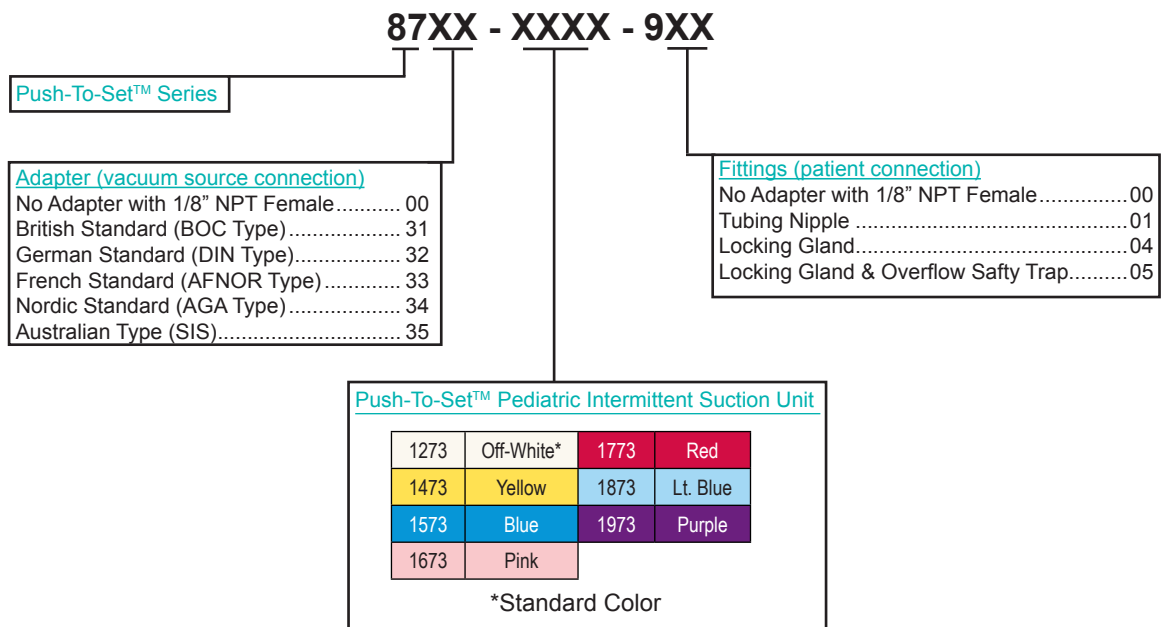 87XX - XXXX - 9XX
Push-To-Set™ Series
Adapter (vacuum source connection)
No Adapter with 1/8” NPT Female........... 00
British Standard (BOC Type).................... 31
German Standard (DIN Type)................... 32
French Standard (AFNOR Type)............. 33
Nordic Standard (AGA Type)................... 34
Australian Type (SIS).............................. 35
Fittings (patient connection)
No Adapter with 1/8” NPT Female...............00
Tubing Nipple ...............................................01
Locking Gland...............................................04
Locking Gland & Overflow Safty Trap..........05
Push-To-Set™ Pediatric Intermittent Suction Unit
1273 Off-White* 1773 Red
1473 Yellow 1873 Lt. Blue
1573 Blue 1973 Purple
1673 Pink
*Standard Color